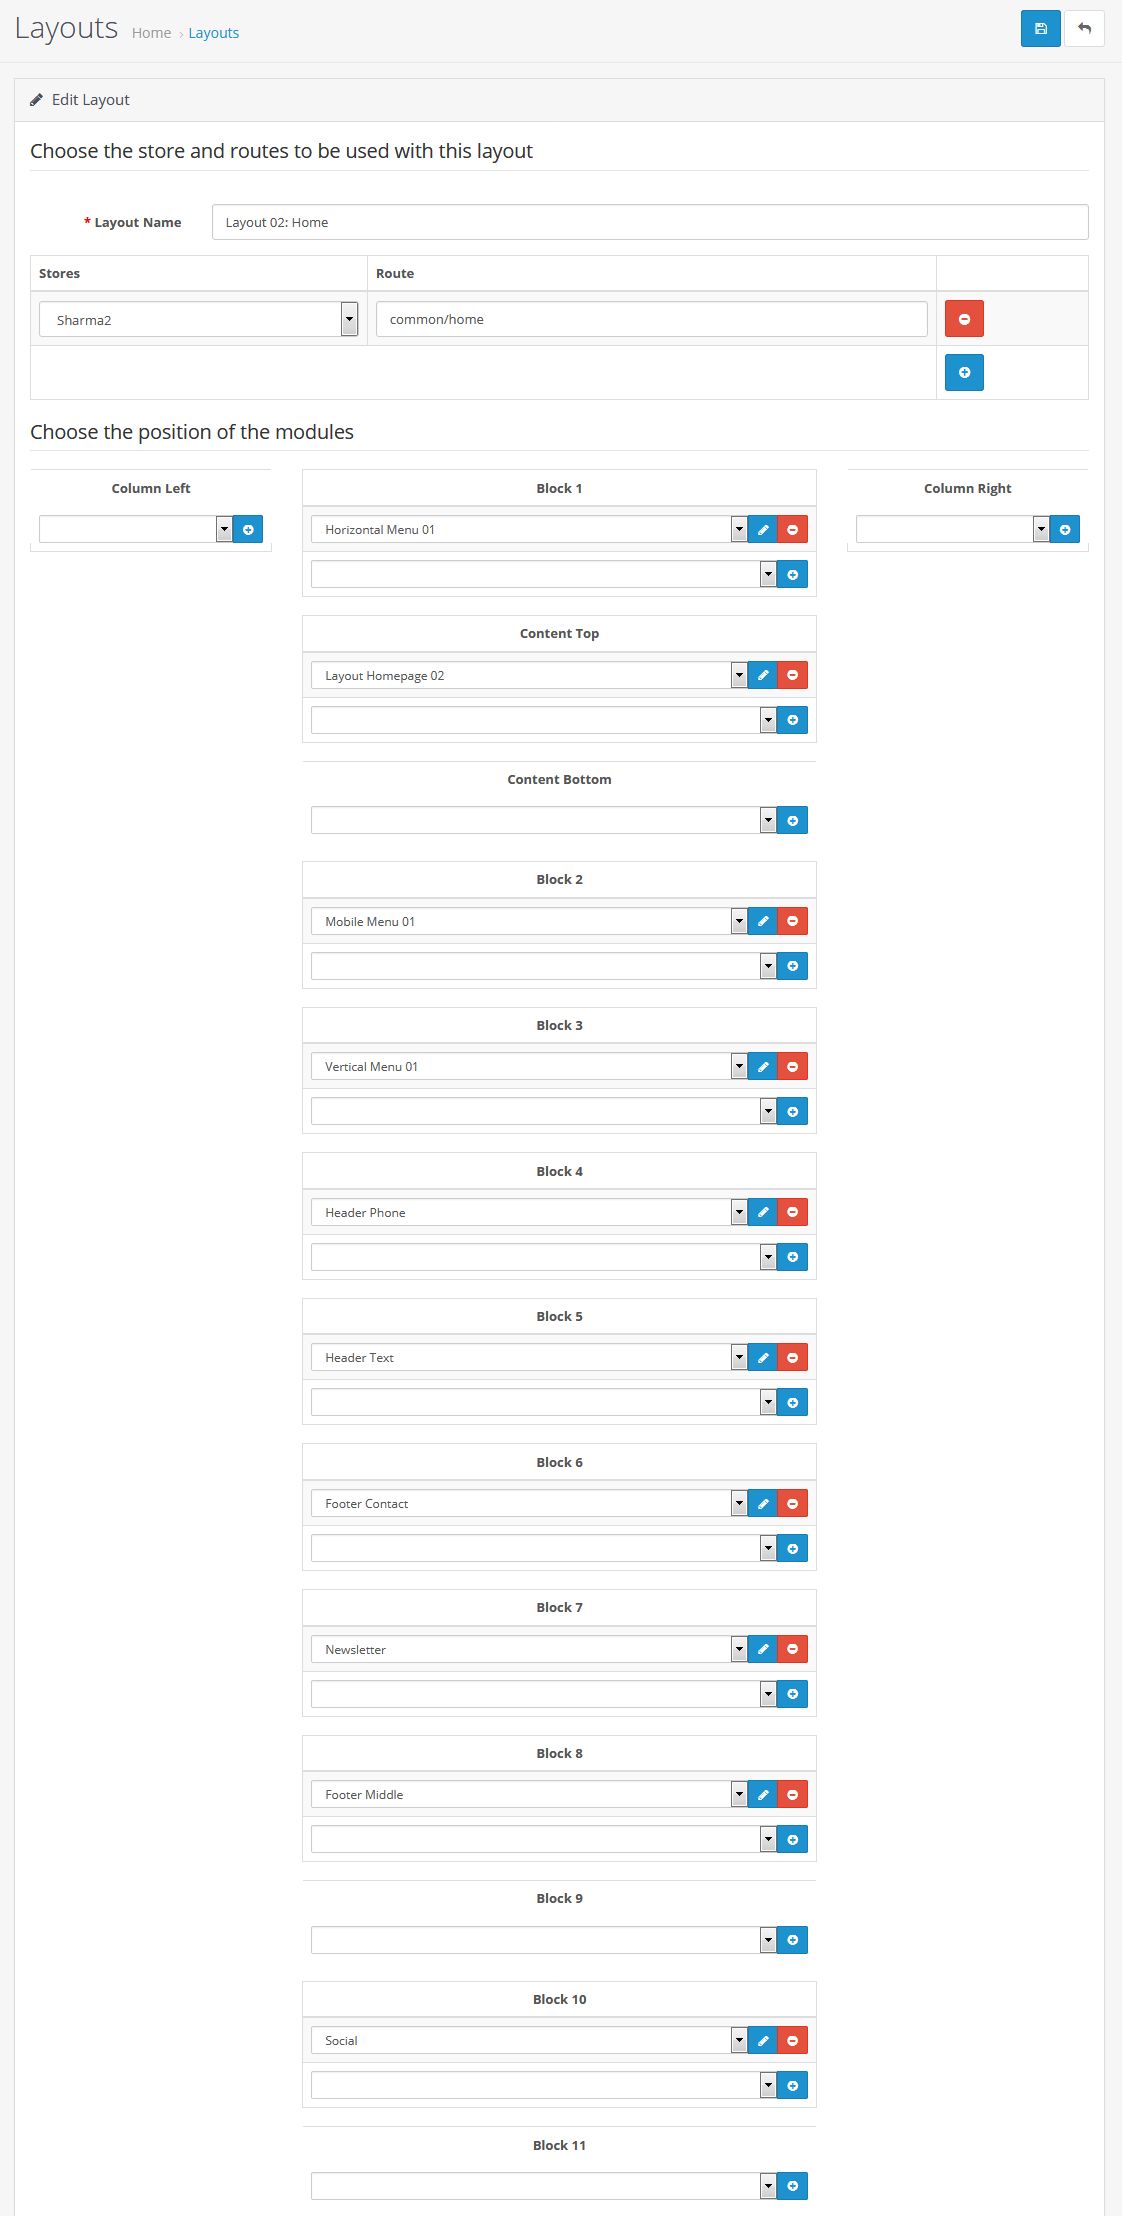 Layouts Home › Layouts
Edit Layout
Choose the store and routes to be used with this layout
* Layout Name Layout 02: Home
Stores Route
Sharma2 common/home
Choose the position of the modules
Column Left Block 1 Column Right
Horizontal Menu 01
Content Top
Layout Homepage 02
Content Bottom
Block 2
Mobile Menu 01
Block 3
Vertical Menu 01
Block 4
Header Phone
Block 5
Header Text
Block 6
Footer Contact
Block 7
Newsletter
Block 8
Footer Middle
Block 9
Block 10
Social
Block 11